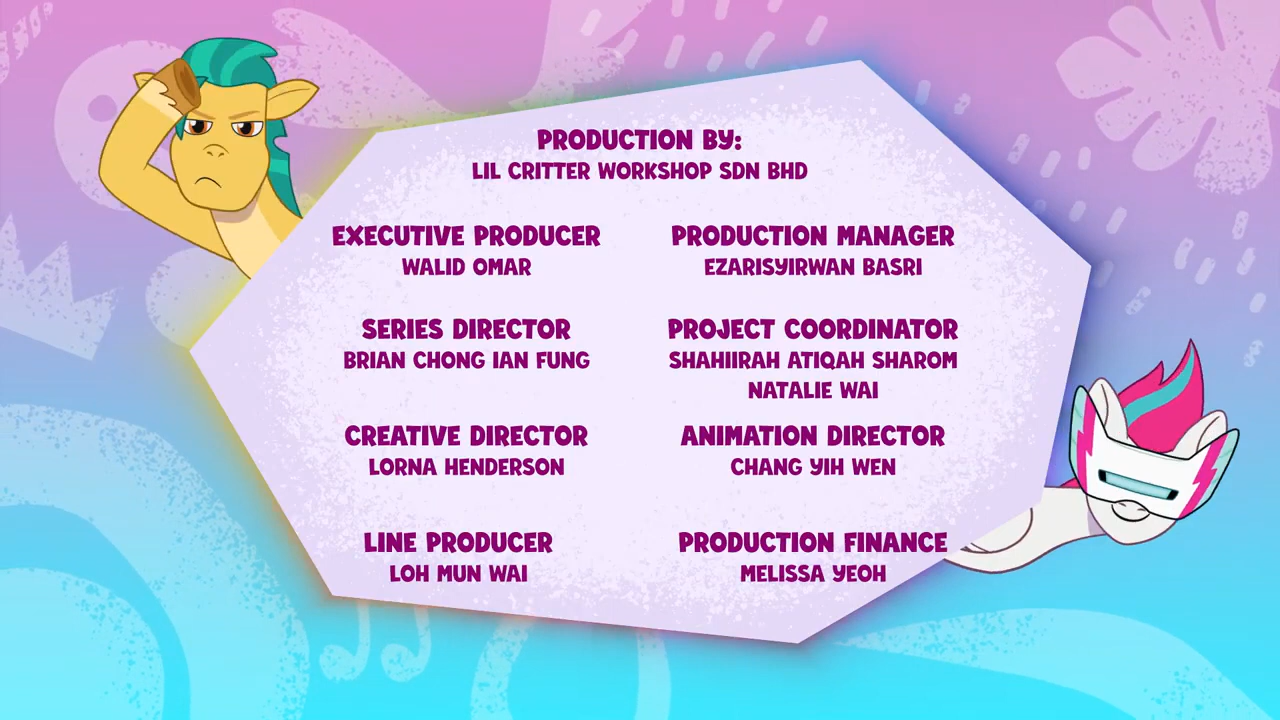 PRODUCTION BY:
LIL CRITTER WORKSHOP SDN BHD
EXECUTIVE PRODUCER
WALID OMAR
PRODUCTION MANAGER
EZARISYIRWAN BASRI
SERIES DIRECTOR
BRIAN CHONG IAN FUNG
PROJECT COORDINATOR
SHAHIIRAH ATIQAH SHAROM
NATALIE WAI
CREATIVE DIRECTOR
LORNA HENDERSON
ANIMATION DIRECTOR
CHANG YIH WEN
LINE PRODUCER
LOH MUN WAI
PRODUCTION FINANCE
MELISSA YEOH